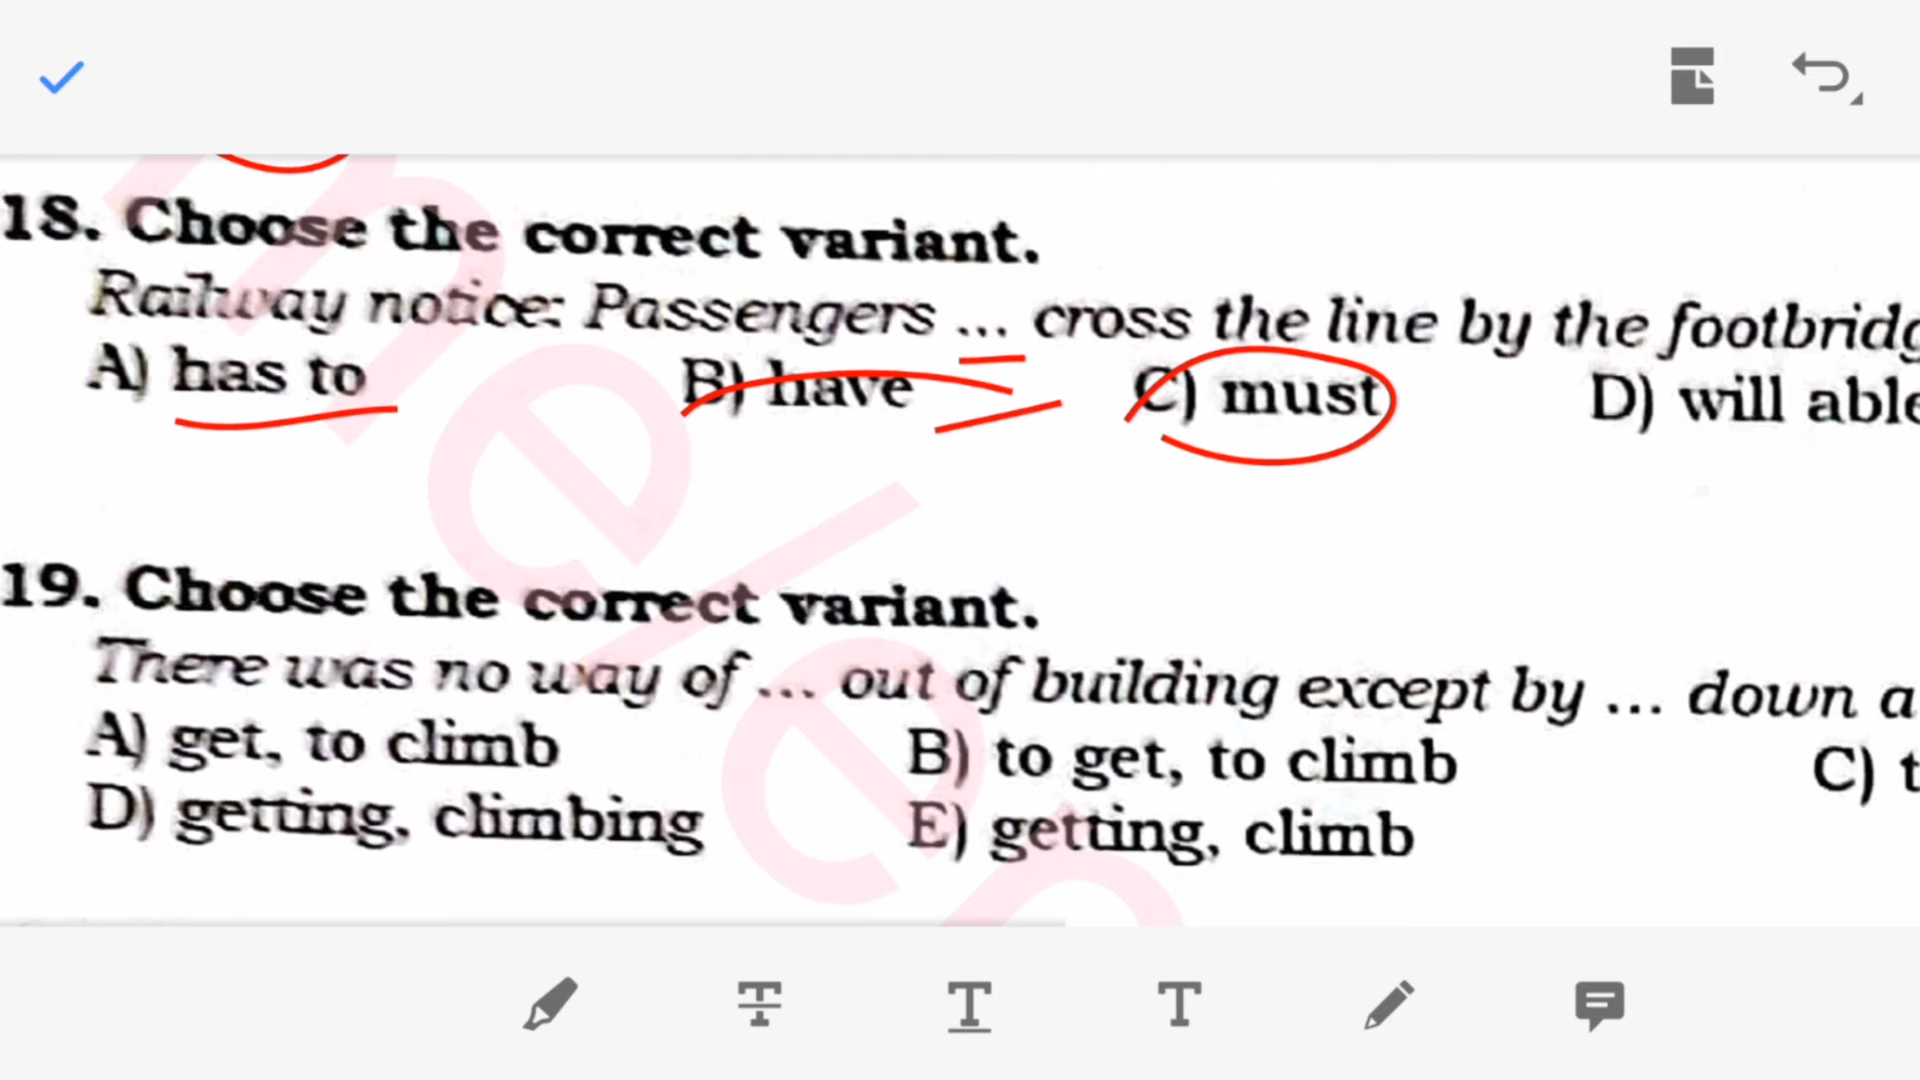 18. Choose the correct variant.
Railway notice: Passengers ... cross the line by the
A) has to B) have C) must D) will able
19. Choose the correct variant.
There was no way of ... out of building except by ... down a
A) get, to climb B) to get, to climb C) t
D) getting, climbing E) getting, climb